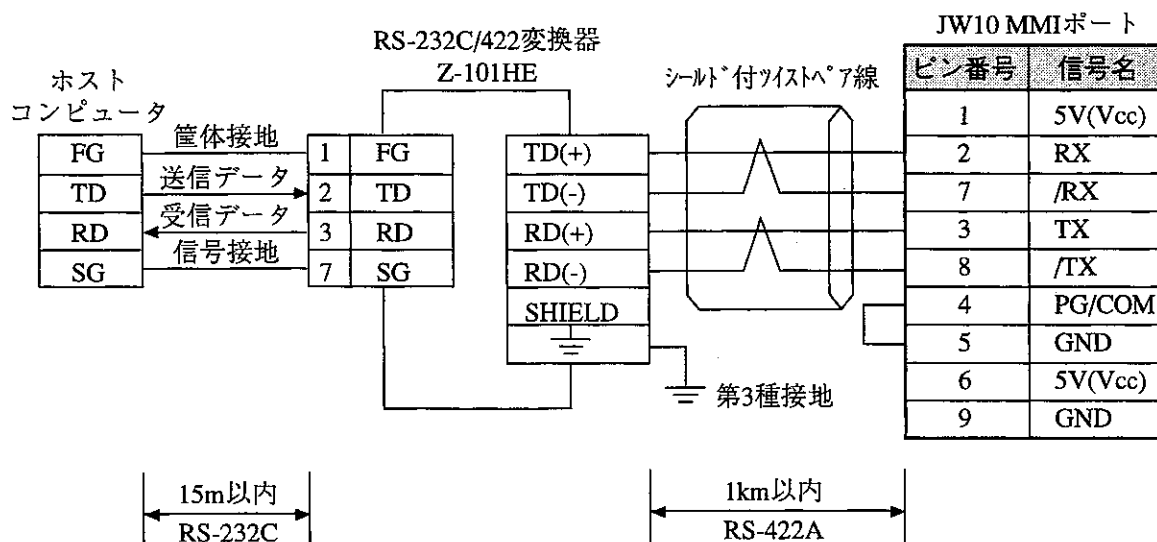 JW10 MMIポート
RS-232C/422変換器
Z-101HE
シールド付ツイストペア線
ホスト
コンピュータ
ピン番号 信号名
1 5V(Vcc)
FG 筐体接地 1 FG TD(+) 2 RX
TD 送信データ 2 TD TD(-) 7 /RX
RD 受信データ 3 RD RD(+) 3 TX
SG 信号接地 7 SG RD(-) 8 /TX
SHIELD 4 PG/COM
5 GND
第3種接地
6 5V(Vcc)
9 GND
15m以内 1km以内
RS-232C RS-422A